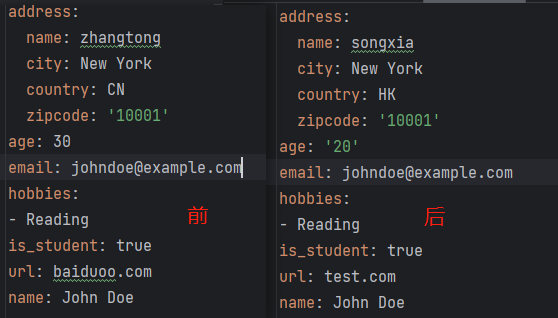 address:
  name: zhangtong
  city: New York
  country: CN
  zipcode: '10001'
age: 30
email: johndoe@example.com
hobbies:
- Reading
is_student: true
url: baiduoo.com
name: John Doe
前
address:
  name: songxia
  city: New York
  country: HK
  zipcode: '10001'
age: '20'
email: johndoe@example.com
hobbies:
- Reading
is_student: true
url: test.com
name: John Doe
后